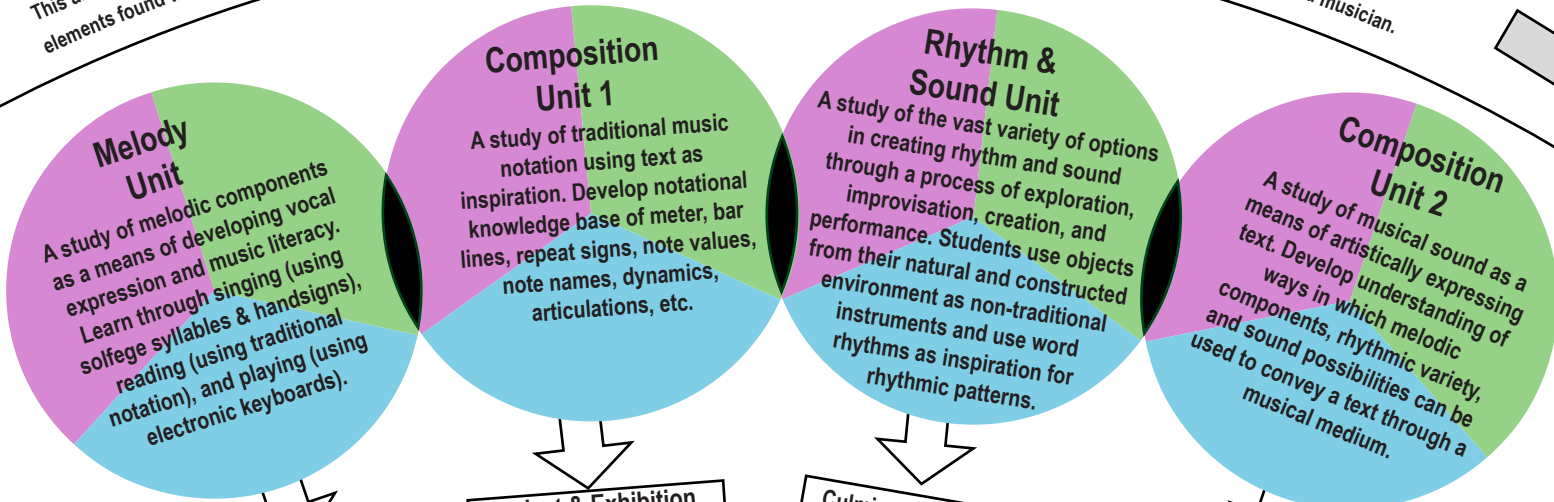 This a
elements found
musician.
Melody
Unit
A study of melodic components
as a means of developing vocal
expression and music literacy.
Learn through singing (using
solfege syllables & handsigns),
reading (using traditional
notation), and playing (using
electronic keyboards).
Composition
Unit 1
A study of traditional music
notation using text as
inspiration. Develop notational
knowledge base of meter, bar
lines, repeat signs, note values,
note names, dynamics,
articulations, etc.
Rhythm &
Sound Unit
A study of the vast variety of options
in creating rhythm and sound
through a process of exploration,
improvisation, creation, and
performance. Students use objects
from their natural and constructed
environment as non-traditional
instruments and use word
rhythms as inspiration for
rhythmic patterns.
Composition
Unit 2
A study of musical sound as a
means of artistically expressing
text. Develop understanding of
ways in which melodic
components, rhythmic variety,
and sound possibilities can be
used to convey a text through a
musical medium.
& Exhibition